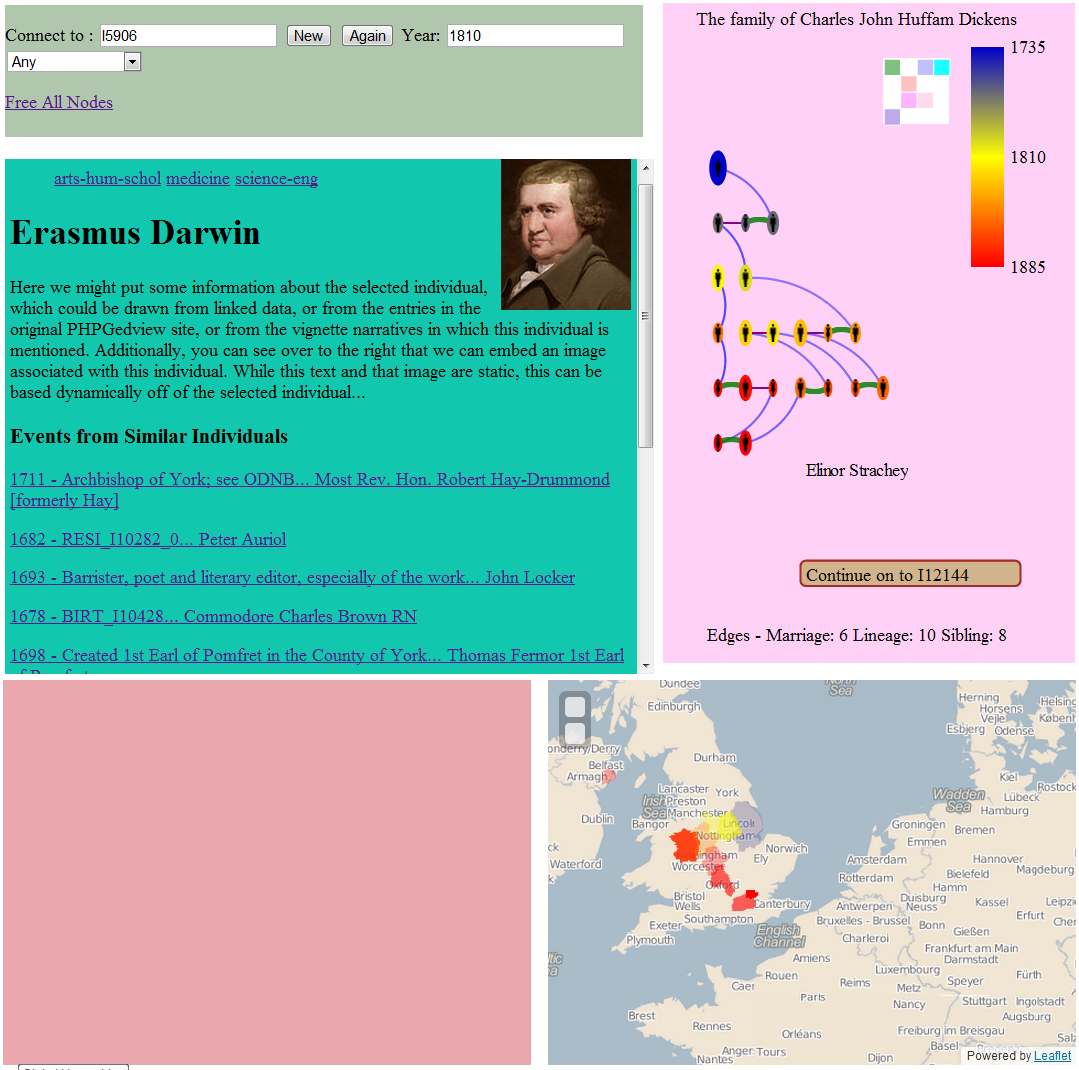 Connect to : I5906 New Again Year: 1810
Any
Free All Nodes
arts-hum-schol medicine science-eng
Erasmus Darwin
Here we might put some information about the selected individual,
which could be drawn from linked data, or from the entries in the
original PHPGedview site, or from the vignette narratives in which this individual is
mentioned. Additionally, you can see over to the right that we can embed an image
associated with this individual. While this text and that image are static, this can be
based dynamically off of the selected individual...
Events from Similar Individuals
1711 - Archbishop of York; see ODNB... Most Rev. Hon. Robert Hay-Drummond
[formerly Hay]
1682 - RESI_I10282_0... Peter Auriol
1693 - Barrister, poet and literary editor, especially of the work... John Locker
1678 - BIRT_I10428... Commodore Charles Brown RN
1698 - Created 1st Earl of Pomfret in the County of York... Thomas Fermor 1st Earl
The family of Charles John Huffam Dickens
1735
1810
1885
Elinor Strachey
Continue on to I12144
Edges - Marriage: 6 Lineage: 10 Sibling: 8
Dundee
North
Sea
Edinburgh
Herning
Horsens
Helsing
Vejle
Københ
Esbjerg
Odense
onderry/Derry
Durham
Belfast
Armagh
Kiel
Rostock
Lancaster
York
Wadden
Sea
Lübeck
Irish
Sea
Preston
Hamburg
Dublin
Manchester
Bangor
Lincoln
Groningen
Bremen
Nottingham
Emmen
ck
Norwich
Waterford
ingham
Ely
Amsterdam
Hannover
Worcester
Bielefeld
Magdeburg
Rotterdam
Hamm
Oxford
Duisburg
Kassel
Leipzi
Bristol
Canterbury
Antwerpen
Neuss
Wells
Erfurt
Bruxelles - Brussel
Bonn
Southampton
Gießen
Exeter
English
Channel
Charleroi
Plymouth
Frankfurt am Main
Amiens
Darmstadt
Luxembourg
Rouen
Reims
Speyer
Fürth
Caen
Metz
Paris
Nancy
Stuttgart
Ingolstadt
Brest
Augsburg
Rennes
Orléans
Freiburg im Breisgau
Basel
Angers
Tours
Nantes
Dijon
Powered by Leaflet